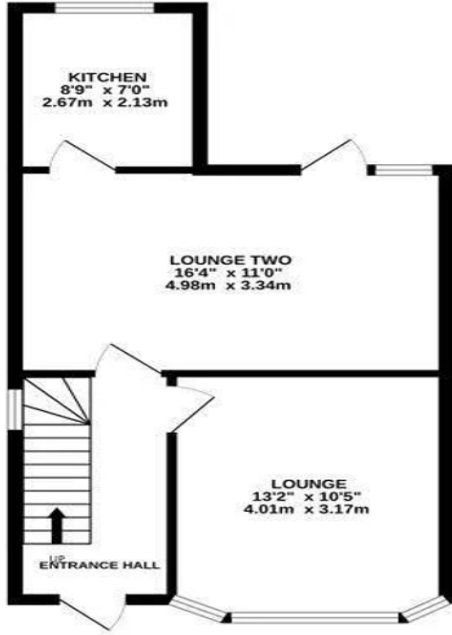 KITCHEN
8'9" x 7'0"
2.67m x 2.13m
LOUNGE TWO
16'4" x 11'0"
4.98m x 3.34m
LOUNGE
13'2" x 10'5"
4.01m x 3.17m
UP
ENTRANCE HALL